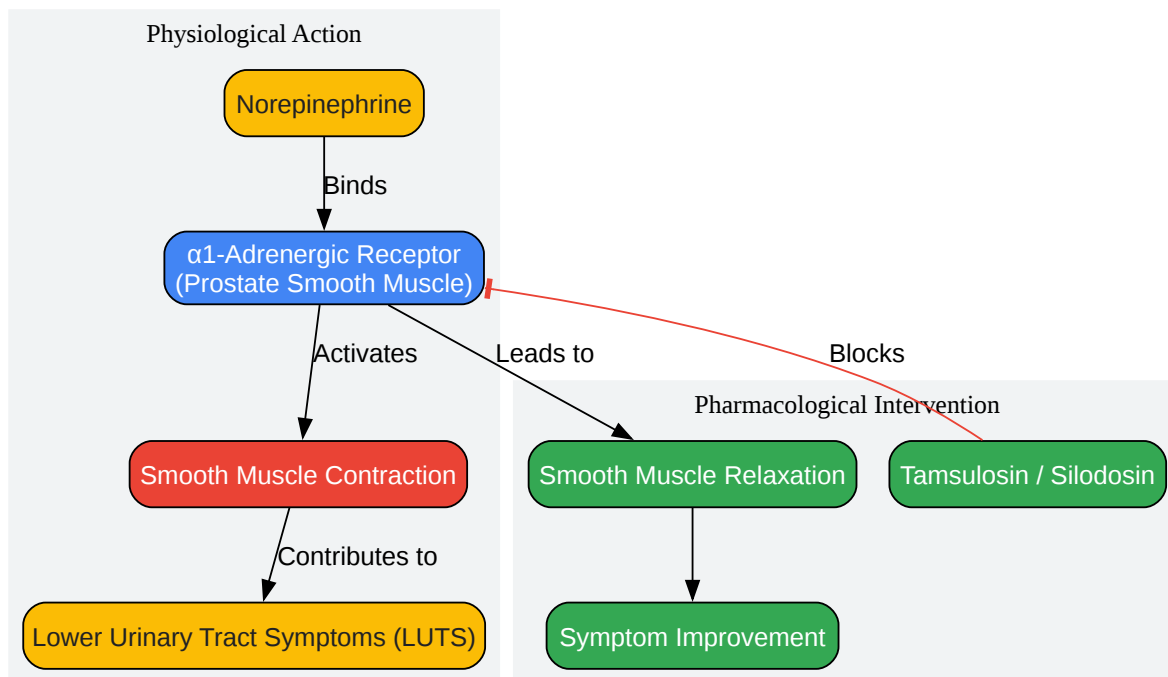 Physiological Action
Norepinephrine
Binds
α1-Adrenergic Receptor
(Prostate Smooth Muscle)
Activates
Leads to
Blocks
Pharmacological Intervention
Smooth Muscle Contraction
Smooth Muscle Relaxation
Tamsulosin / Silodosin
Contributes to
Lower Urinary Tract Symptoms (LUTS)
Symptom Improvement